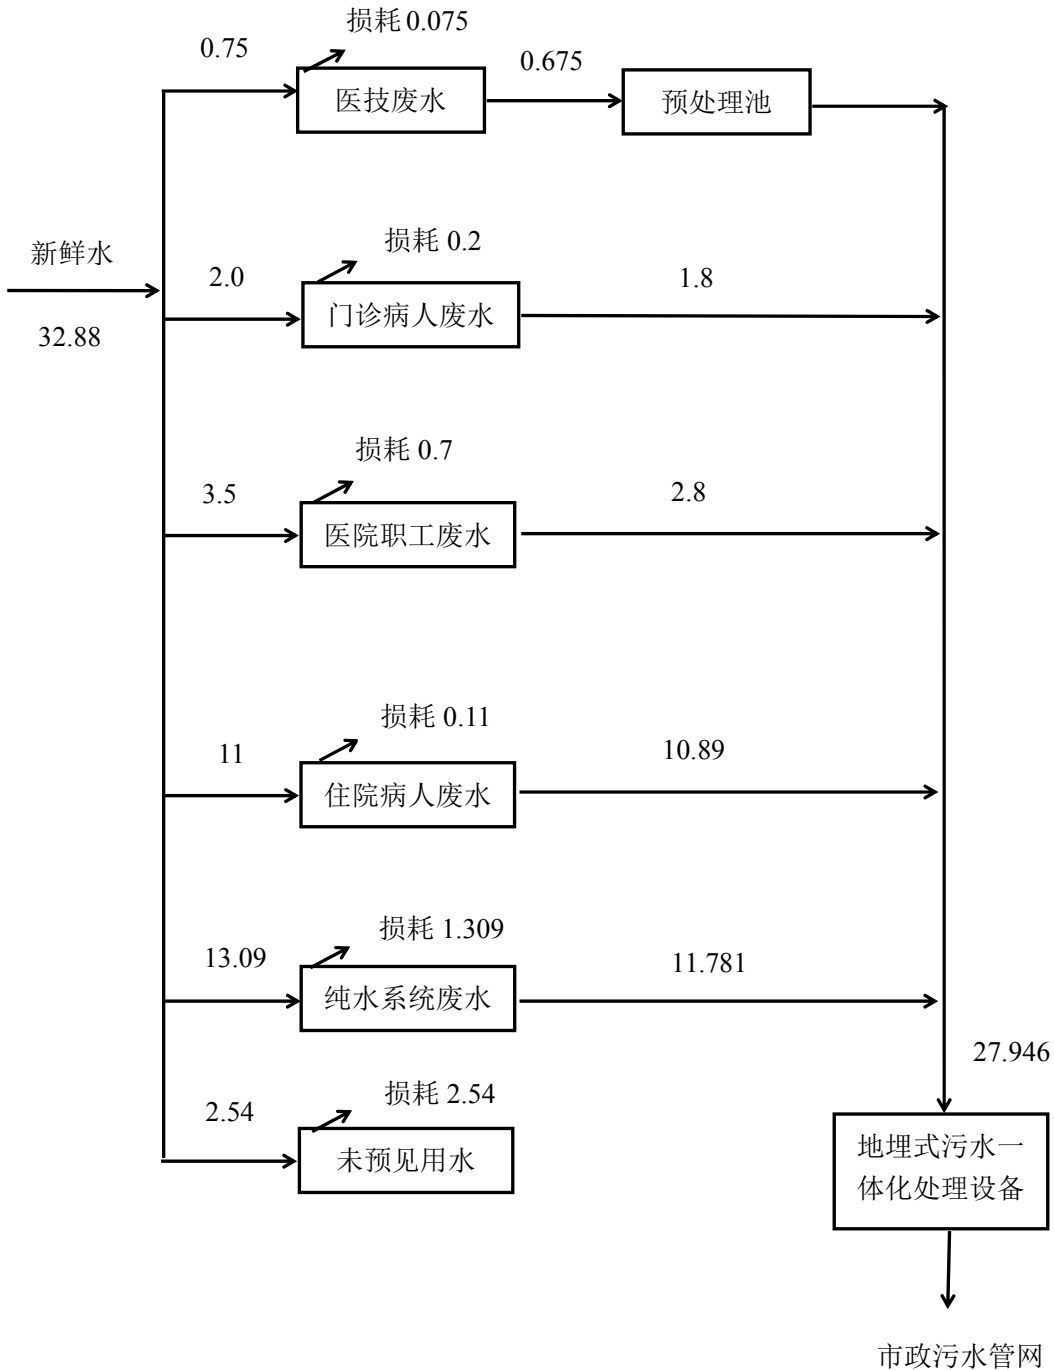 损耗 0.075
0.75
0.675
医技废水
预处理池
新鲜水
损耗 0.2
2.0
1.8
门诊病人废水
32.88
损耗 0.7
3.5
2.8
医院职工废水
损耗 0.11
11
10.89
住院病人废水
损耗 1.309
13.09
11.781
纯水系统废水
27.946
损耗 2.54
2.54
未预见用水
地埋式污水一
体化处理设备
市政污水管网